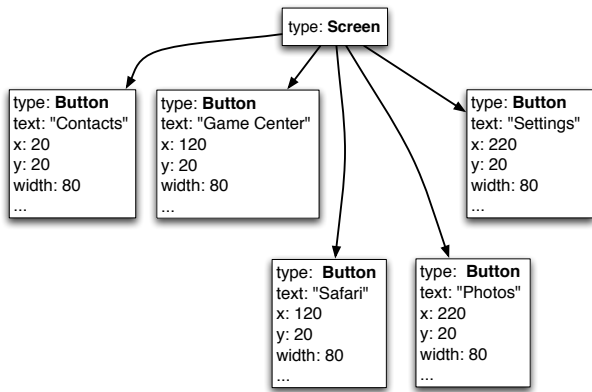 type: Screen
type: Button
text: "Contacts"
x: 20
y: 20
width: 80
...
type: Button
text: "Game Center"
x: 120
y: 20
width: 80
...
type: Button
text: "Settings"
x: 220
y: 20
width: 80
...
type: Button
text: "Safari"
x: 120
y: 20
width: 80
...
type: Button
text: "Photos"
x: 220
y: 20
width: 80
...